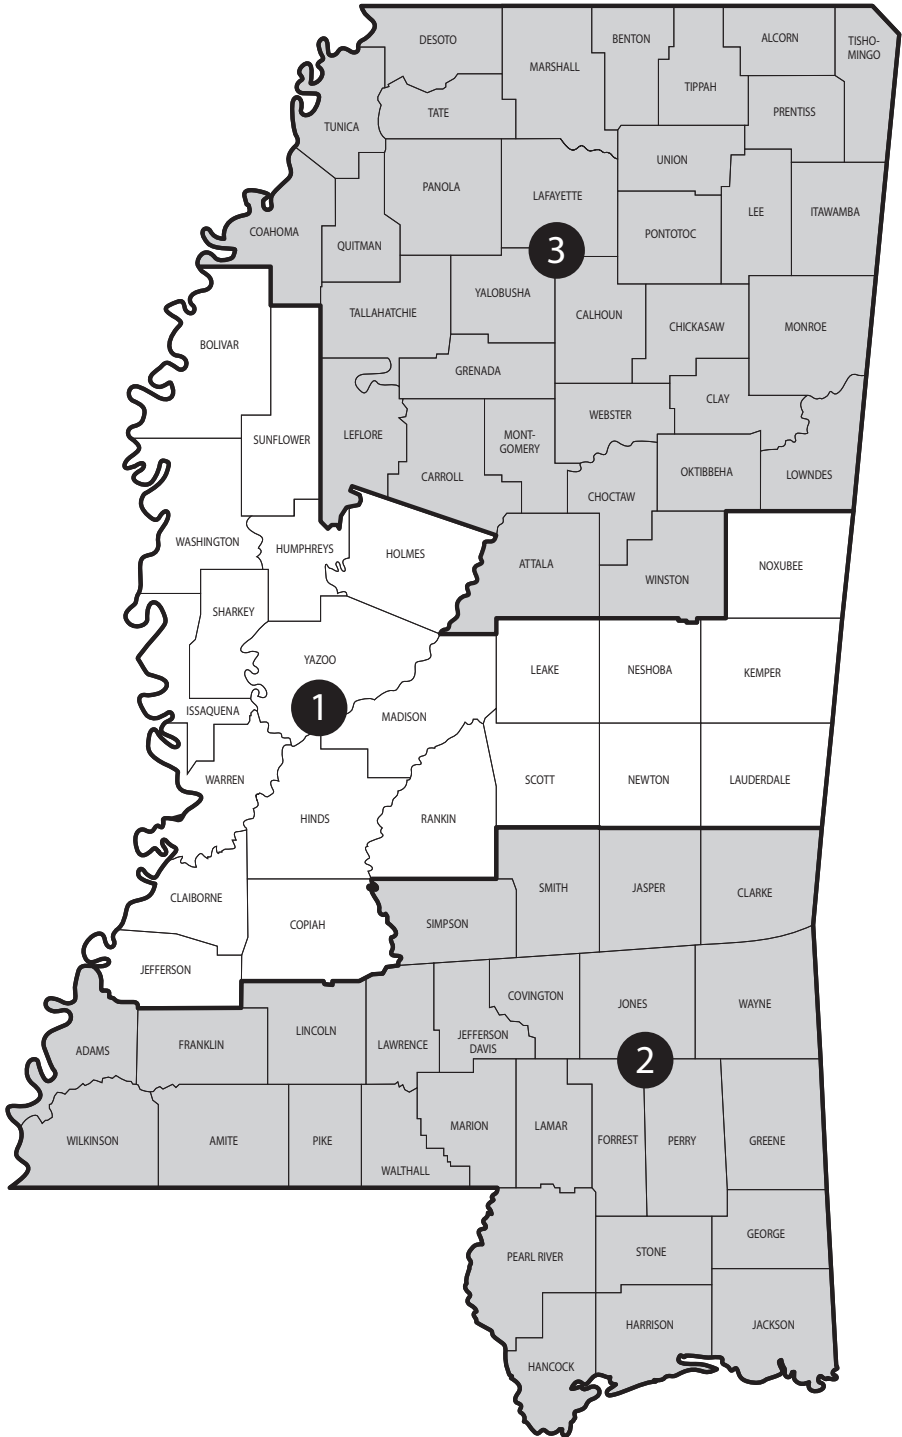 DESOTO
BENTON
ALCORN
TISHO-
MINGO
MARSHALL
TIPPAH
TATE
PRENTISS
TUNICA
UNION
PANOLA
LAFAYETTE
LEE
ITAWAMBA
COAHOMA
QUITMAN
PONTOTOC
3
YALOBUSHA
TALLAHATCHIE
CALHOUN
CHICKASAW
MONROE
BOLIVAR
GRENADA
CLAY
WEBSTER
SUNFLOWER
LEFLORE
MONT-
GOMERY
CARROLL
OKTIBBEHA
LOWNDES
CHOCTAW
WASHINGTON
HUMPHREYS
HOLMES
ATTALA
NOXUBEE
WINSTON
SHARKEY
YAZOO
LEAKE
NESHOBA
KEMPER
1
ISSAQUENA
MADISON
WARREN
SCOTT
NEWTON
LAUDERDALE
HINDS
RANKIN
CLAIBORNE
SMITH
JASPER
CLARKE
COPIAH
SIMPSON
JEFFERSON
COVINGTON
JONES
WAYNE
ADAMS
FRANKLIN
LINCOLN
LAWRENCE
JEFFERSON
DAVIS
2
WILKINSON
AMITE
PIKE
WALTHALL
MARION
LAMAR
FORREST
PERRY
GREENE
GEORGE
PEARL RIVER
STONE
HARRISON
JACKSON
HANCOCK